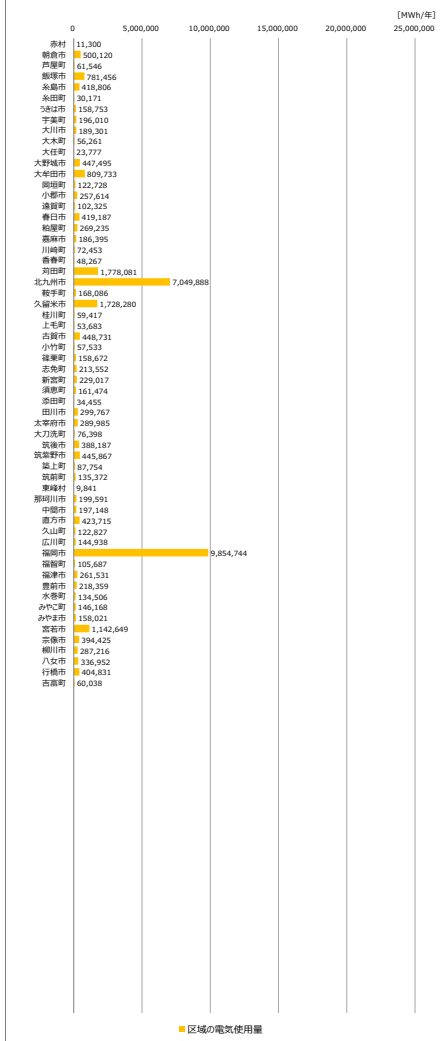 [MWh/年]
0 5,000,000 10,000,000 15,000,000 20,000,000 25,000,000
赤村 11,300
朝倉市 500,120
芦屋町 61,546
飯塚市 781,456
糸島市 418,806
糸田町 30,171
うきは市 158,753
宇美町 196,010
大川市 189,301
大木町 56,261
大任町 23,777
大野城市 447,495
大牟田市 809,733
岡垣町 122,728
小郡市 257,614
遠賀町 102,325
春日市 419,187
粕屋町 269,235
嘉麻市 186,395
川崎町 72,453
香春町 48,267
苅田町 1,778,081
北九州市 7,049,888
鞍手町 168,086
久留米市 1,728,280
桂川町 59,417
上毛町 53,683
古賀市 448,731
小竹町 57,533
篠栗町 158,672
志免町 213,552
新宮町 229,017
須恵町 161,474
添田町 34,455
田川市 299,767
太宰府市 289,985
大刀洗町 76,398
筑後市 388,187
筑紫野市 445,867
築上町 87,754
筑前町 135,372
東峰村 9,841
那珂川市 199,591
中間市 197,148
直方市 423,715
久山町 122,827
広川町 144,938
福岡市 9,854,744
福智町 105,687
福津市 261,531
豊前市 218,359
水巻町 134,506
みやこ町 146,168
みやま市 158,021
宮若市 1,142,649
宗像市 394,425
柳川市 287,216
八女市 336,952
行橋市 404,831
吉富町 60,038
区域の電気使用量